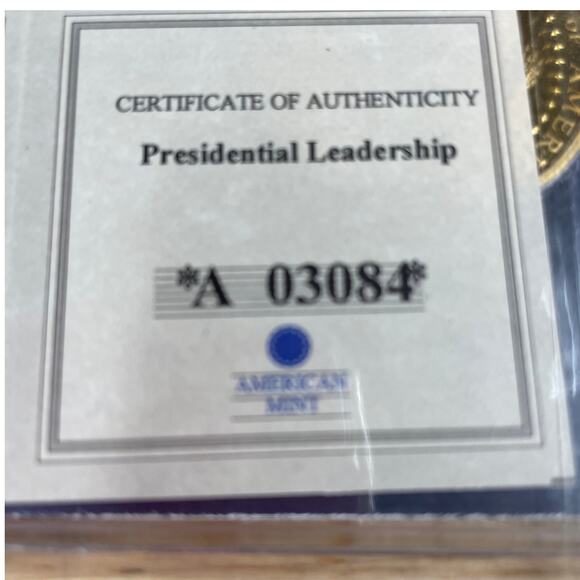 CERTIFICATE OF AUTHENTICITY
Presidential Leadership
*A 03084*
AMERICAN
MINT